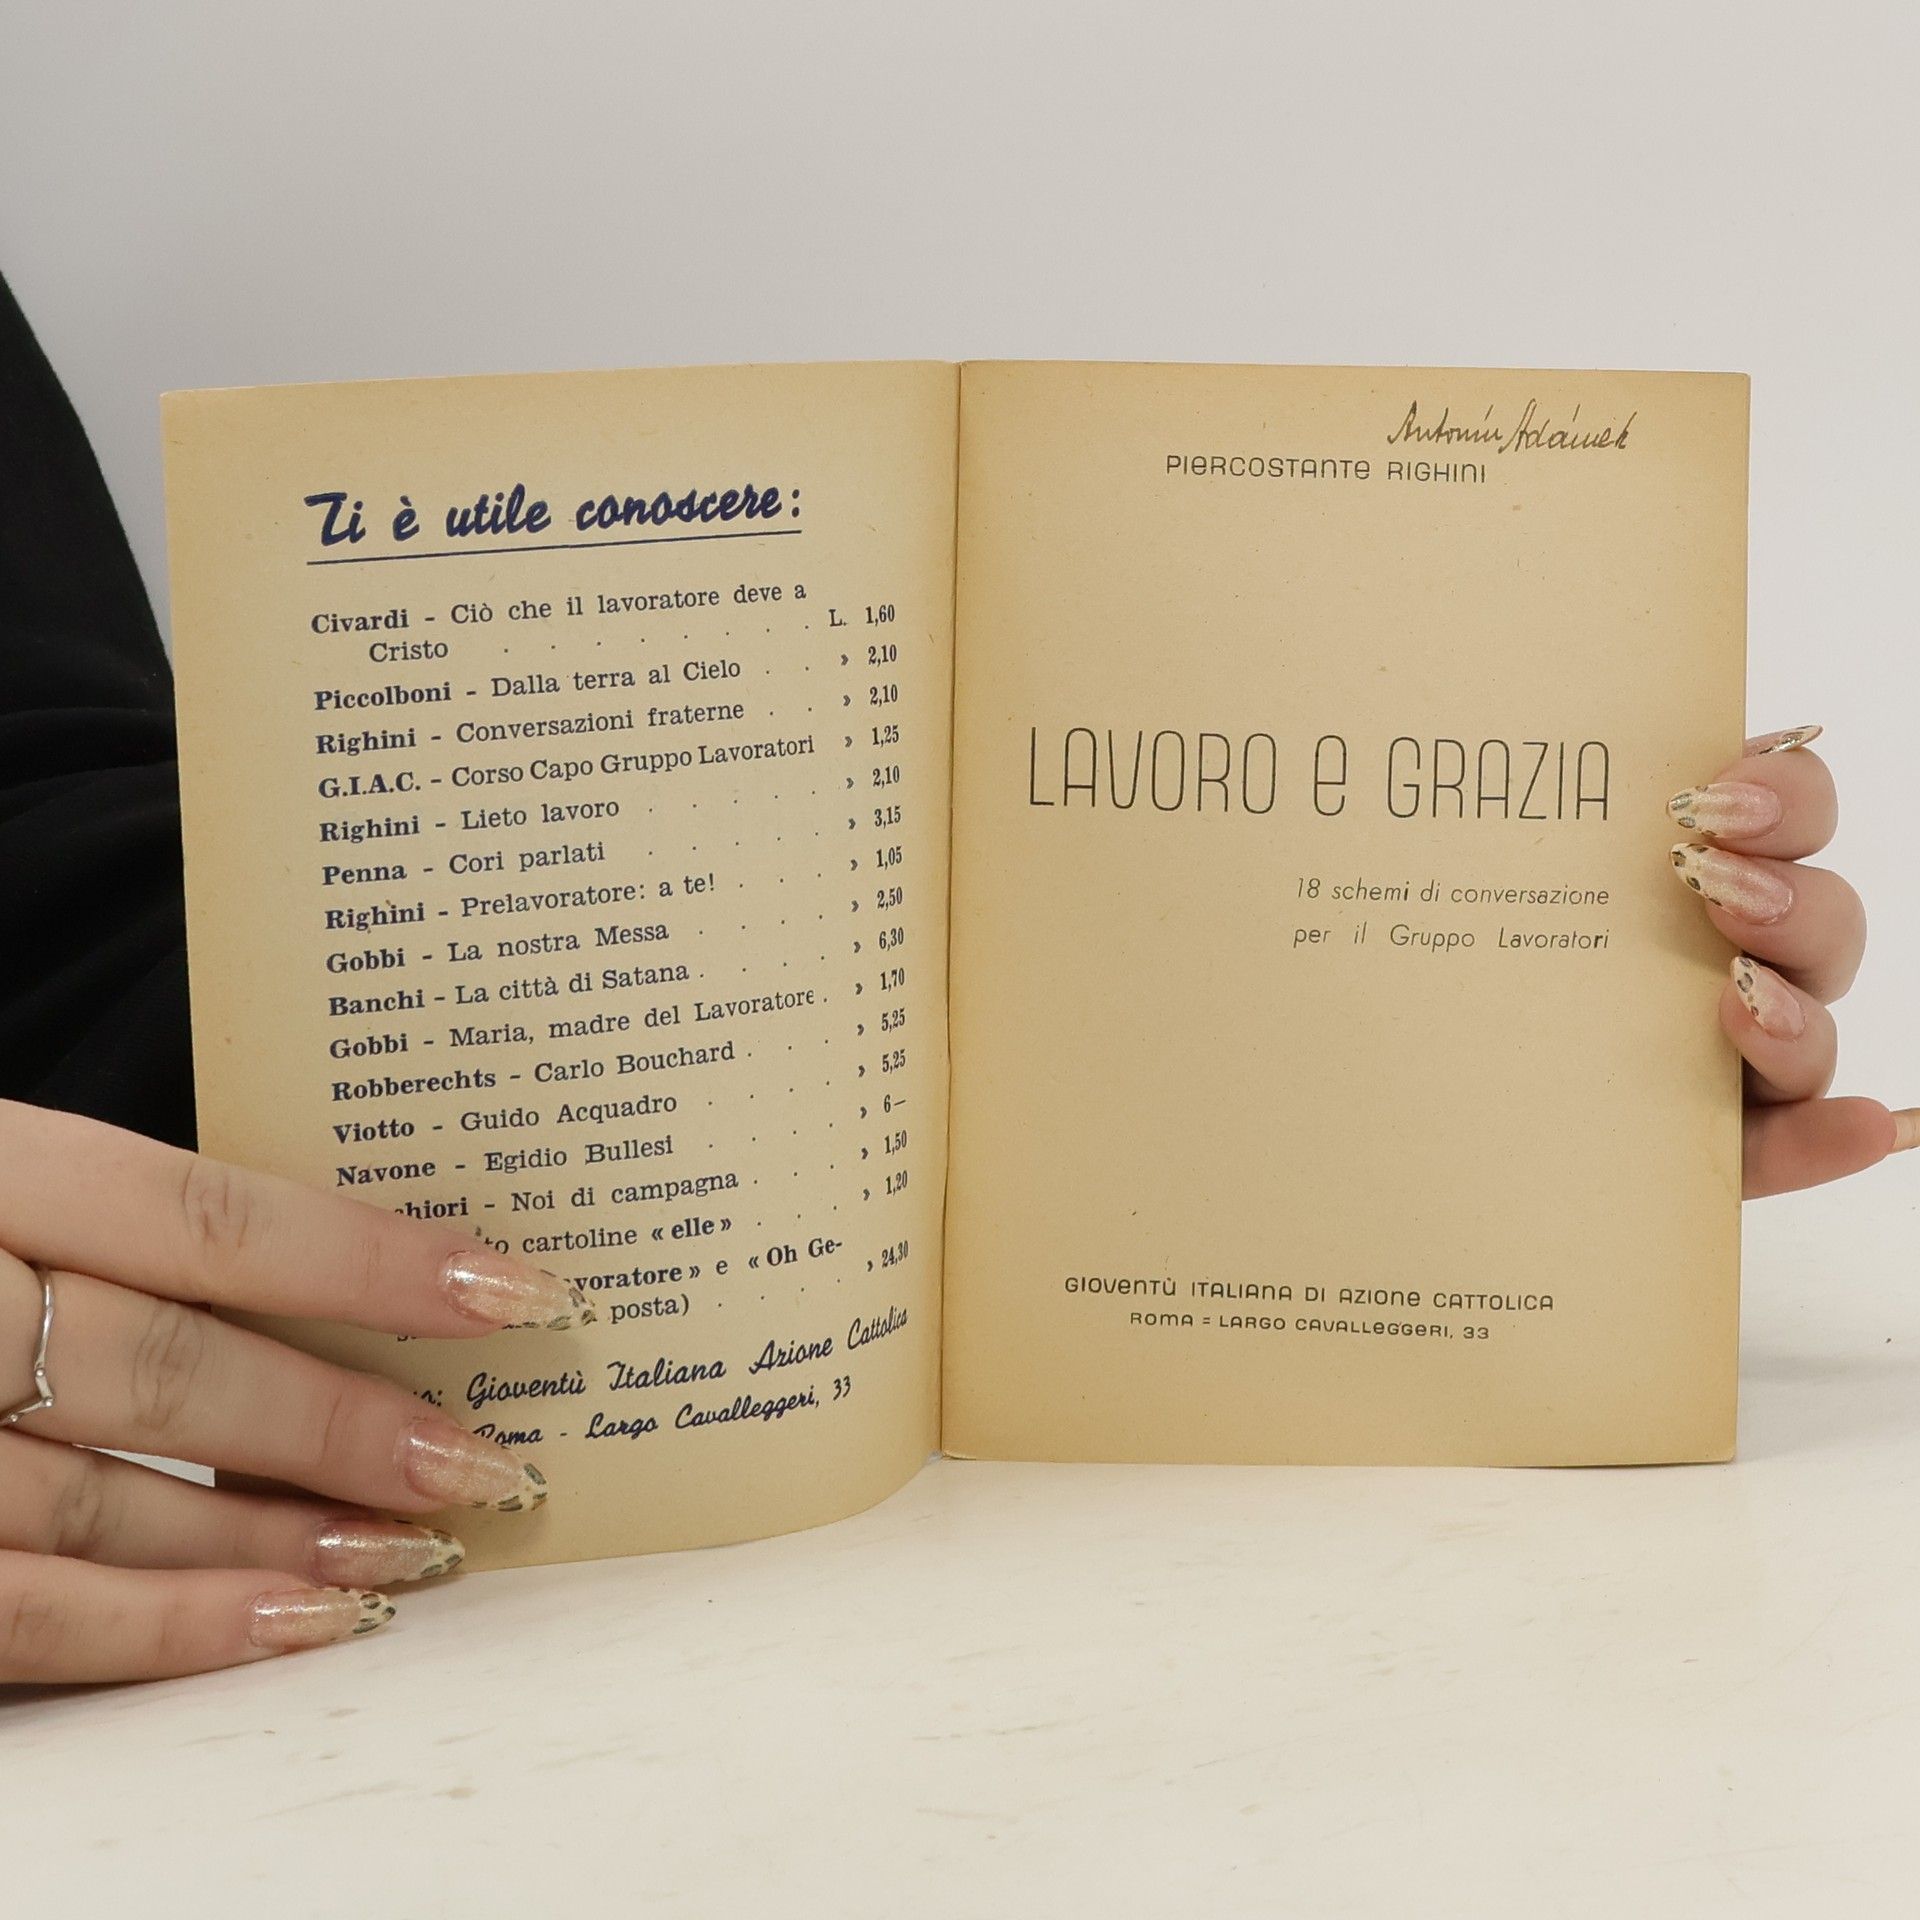 Ti è utile conoscere:
Civardi - Ciò che il lavoratore deve a
Cristo . . . . . . . L. 1,60
Piccolboni - Dalla terra al Cielo . . » 2,10
Righini - Conversazioni fraterne . . » 2,10
G.I.A.C. - Corso Capo Gruppo Lavoratori » 1,25
Righini - Lieto lavoro . . . . . » 2,10
Penna - Cori parlati . . . . . » 3,15
Righini - Prelavoratore: a te! . . . » 1,05
Gobbi - La nostra Messa . . . . » 2,50
Banchi - La città di Satana . . . . » 6,30
Gobbi - Maria, madre del Lavoratore . » 1,70
Robberechts - Carlo Bouchard . . . » 5,25
Viotto - Guido Acquadro . . . . » 5,25
Navone - Egidio Bullesi . . . . » 6—
chiori - Noi di campagna . . . » 1,50
to cartoline « elle » . . . » 1,20
voratore » e « Oh Ge-
posta) . . . . » 24,30
Gioventù Italiana Azione Cattolica
Roma - Largo Cavalleggeri, 33
Antonín Adámek
PIERCOSTANTE RIGHINI
LAVORO e GRAZIA
18 schemi di conversazione
per il Gruppo Lavoratori
GIOVENTÙ ITALIANA DI AZIONE CATTOLICA
ROMA = LARGO CAVALLEGGERI, 33